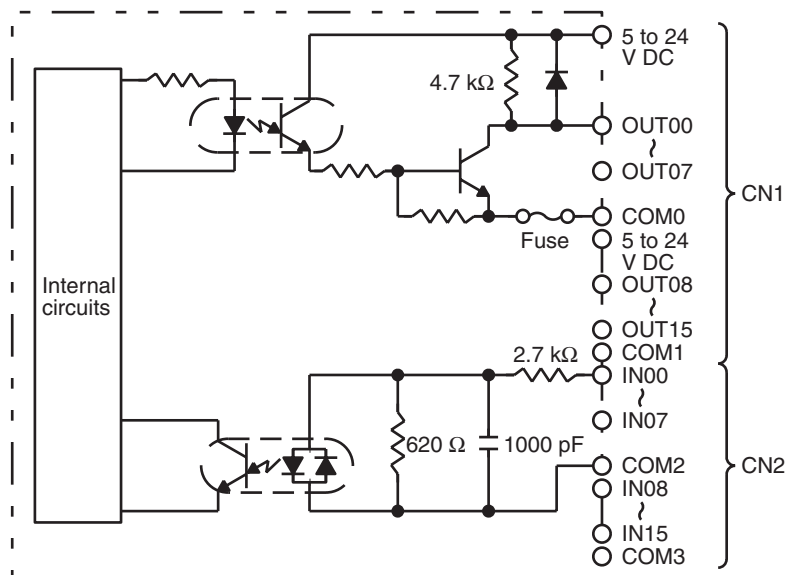 5 to 24
V DC
4.7 kΩ
OUT00
~
OUT07
CN1
COM0
Fuse
5 to 24
V DC
Internal
circuits
OUT08
~
OUT15
2.7 kΩ
COM1
IN00
~
IN07
620 Ω
1000 pF
COM2
CN2
IN08
~
IN15
COM3